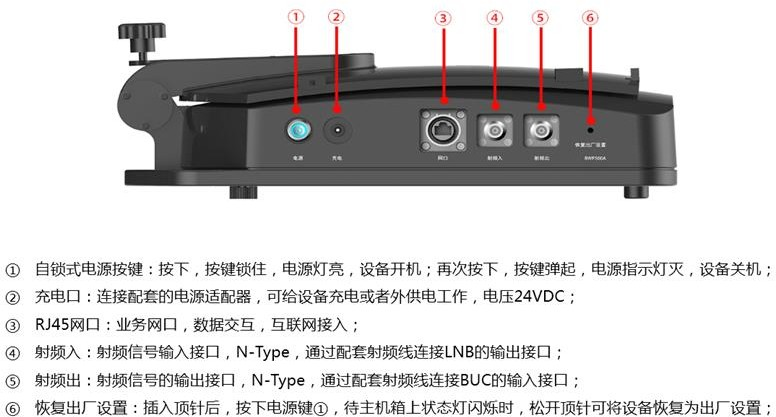 ① ② ③ ④ ⑤ ⑥
电源 充电 网口 射频入 射频出 恢复出厂设置
BWP100A
① 自锁式电源按键：按下，按键锁住，电源灯亮，设备开机；再次按下，按键弹起，电源指示灯灭，设备关机；
② 充电口：连接配套的电源适配器，可给设备充电或者外供电工作，电压24VDC；
③ RJ45网口：业务网口，数据交互，互联网接入；
④ 射频入：射频信号输入接口，N-Type，通过配套射频线连接LNB的输出接口；
⑤ 射频出：射频信号的输出接口，N-Type，通过配套射频线连接BUC的输入接口；
⑥ 恢复出厂设置：插入顶针后，按下电源键①，待主机箱上状态灯闪烁时，松开顶针可将设备恢复为出厂设置；